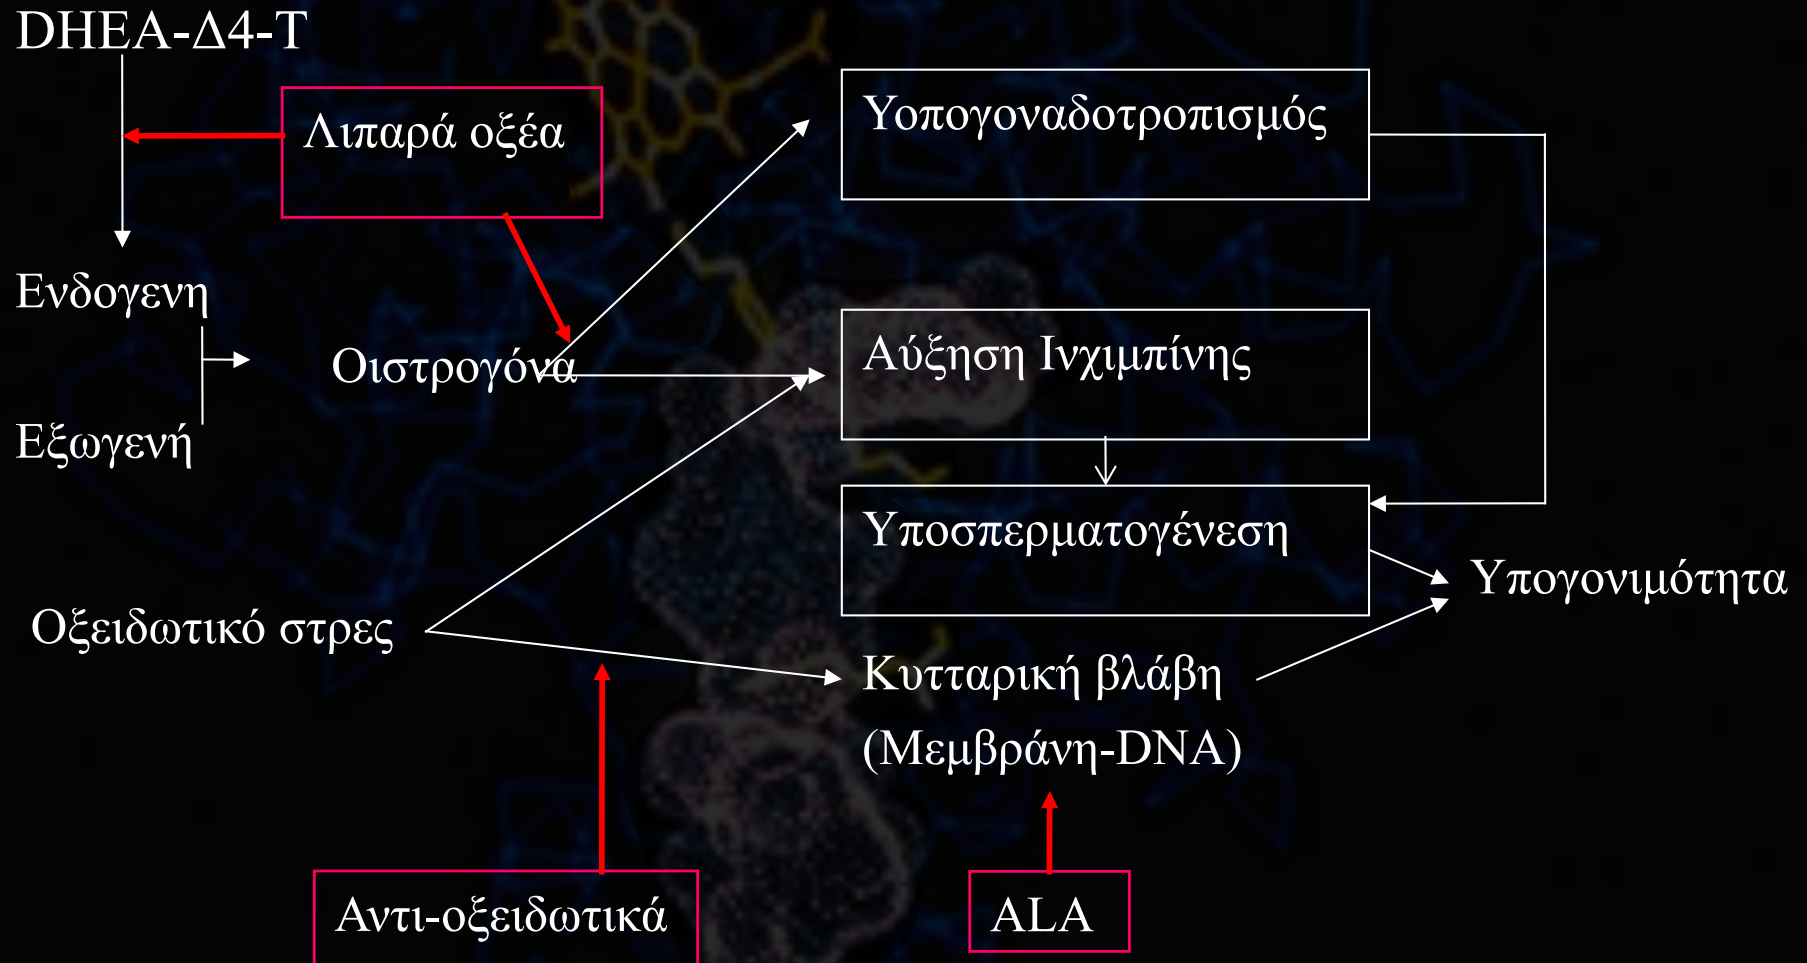 DHEA-Δ4-Τ
Λιπαρά οξέα
Υοπογοναδοτροπισμός
Ενδογενη
Οιστρογόνα
Αύξηση Ινχιμπίνης
Εξωγενή
Υποσπερματογένεση
Υπογονιμότητα
Οξειδωτικό στρες
Κυτταρική βλάβη
(Μεμβράνη-DNA)
Αντι-οξειδωτικά
ALA